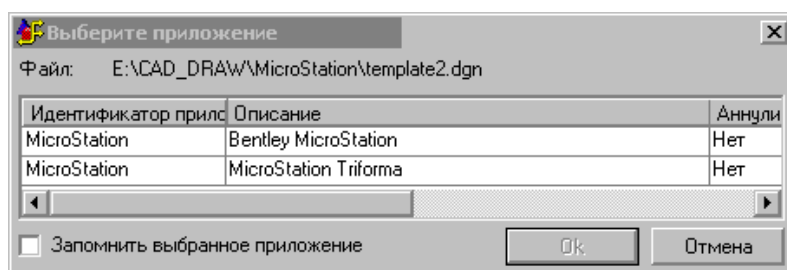 Выберите приложение
Файл: E:\CAD_DRAW\MicroStation\template2.dgn
Идентификатор прилс Описание Аннули
MicroStation Bentley MicroStation Нет
MicroStation MicroStation Triforma Нет
Запомнить выбранное приложение Ok Отмена